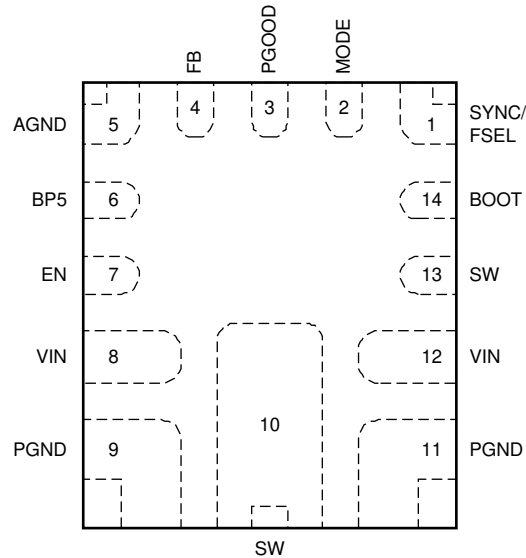 FB
PGOOD
MODE
AGND
5
4
3
2
1
SYNC/
FSEL
BP5
6
14
BOOT
EN
7
13
SW
VIN
8
12
VIN
PGND
9
10
11
PGND
SW